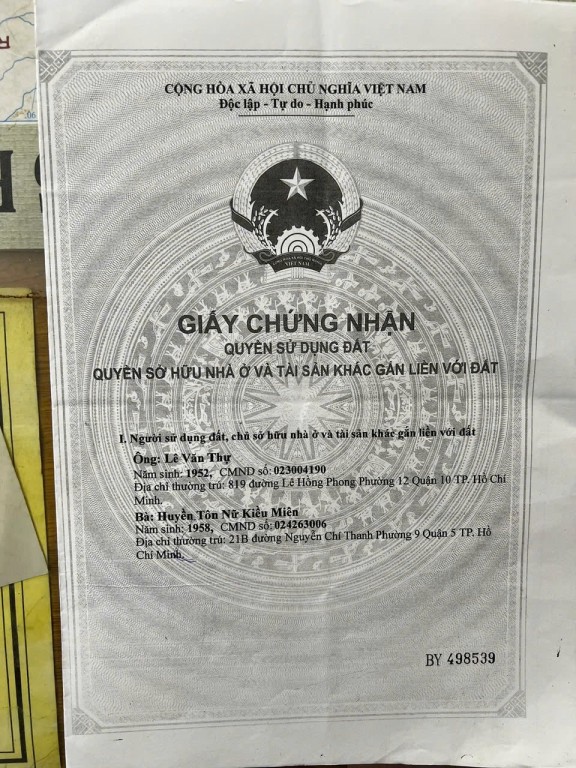 CỘNG HÒA XÃ HỘI CHỦ NGHĨA VIỆT NAM
Độc lập - Tự do - Hạnh phúc
VIỆT NAM
GIẤY CHỨNG NHẬN
QUYỀN SỬ DỤNG ĐẤT
QUYỀN SỞ HỮU NHÀ Ở VÀ TÀI SẢN KHÁC GẮN LIỀN VỚI ĐẤT
I. Người sử dụng đất, chủ sở hữu nhà ở và tài sản khác gắn liền với đất
Ông: Lê Văn Thự
Năm sinh: 1952, CMND số: 023004190
Địa chỉ thường trú: 819 đường Lê Hồng Phong Phường 12 Quận 10 TP. Hồ Chí
Minh.
Bà: Huyền Tôn Nữ Kiều Miên
Năm sinh: 1958, CMND số: 024263006
Địa chỉ thường trú: 21B đường Nguyễn Chí Thanh Phường 9 Quận 5 TP. Hồ
Chí Minh.
BY 498539